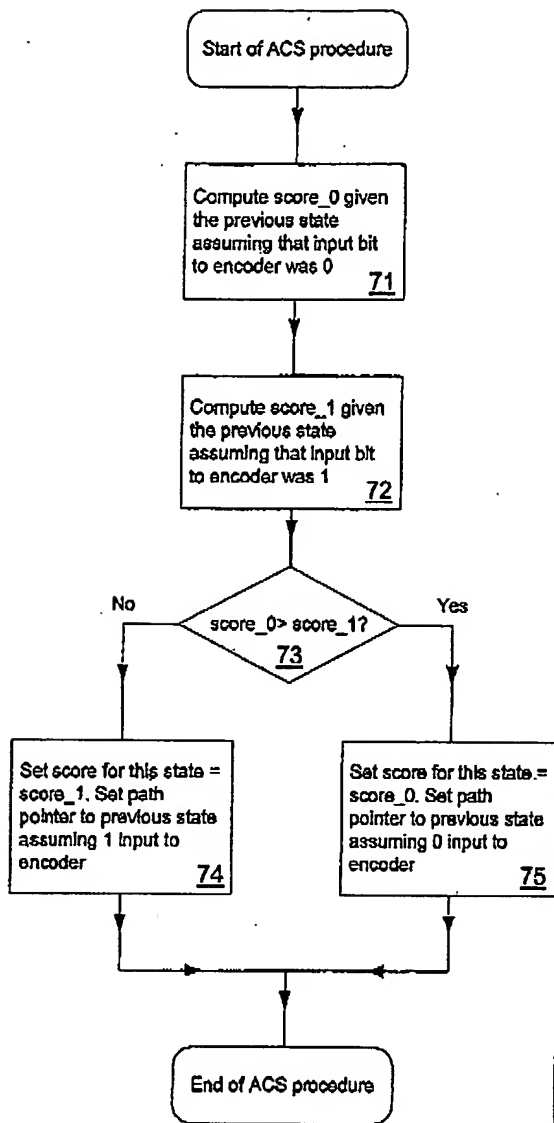 Start of ACS procedure
Compute score_0 given
the previous state
assuming that input bit
to encoder was 0
71
Compute score_1 given
the previous state
assuming that input bit
to encoder was 1
72
No
Yes
score_0> score_1?
73
Set score for this state =
score_1. Set path
pointer to previous state
assuming 1 input to
encoder
74
Set score for this state =
score_0. Set path
pointer to previous state
assuming 0 input to
encoder
75
End of ACS procedure